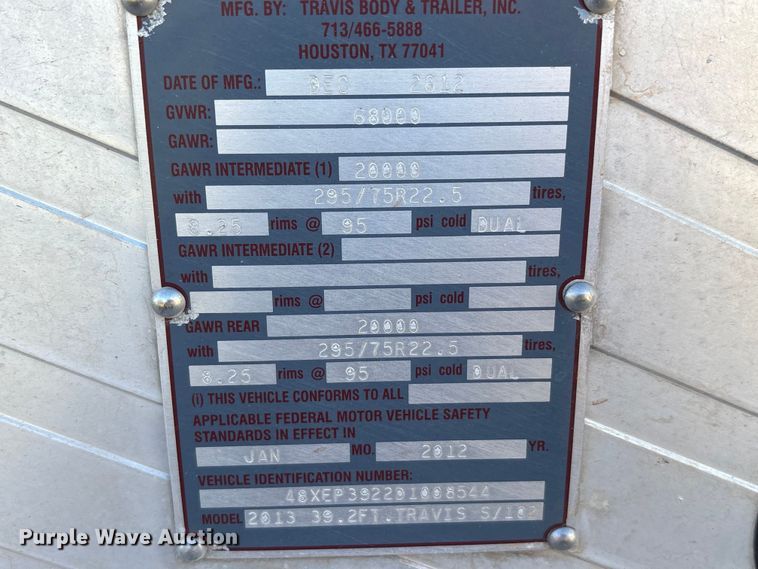 MFG. BY: TRAVIS BODY & TRAILER, INC.
713/466-5888
HOUSTON, TX 77041
DATE OF MFG.: DEC 2012
GVWR: 68000
GAWR:
GAWR INTERMEDIATE (1) 20000
with 295/75R22.5 tires,
8.25 rims @ 95 psi cold DUAL
GAWR INTERMEDIATE (2)
with tires,
rims @ psi cold
GAWR REAR 20000
with 295/75R22.5 tires,
8.25 rims @ 95 psi cold DUAL
(i) THIS VEHICLE CONFORMS TO ALL
APPLICABLE FEDERAL MOTOR VEHICLE SAFETY
STANDARDS IN EFFECT IN
JAN MO. 2012 YR.
VEHICLE IDENTIFICATION NUMBER:
48XEP3922D1008544
MODEL 2013 39.2FT.TRAVIS
Purple Wave Auction